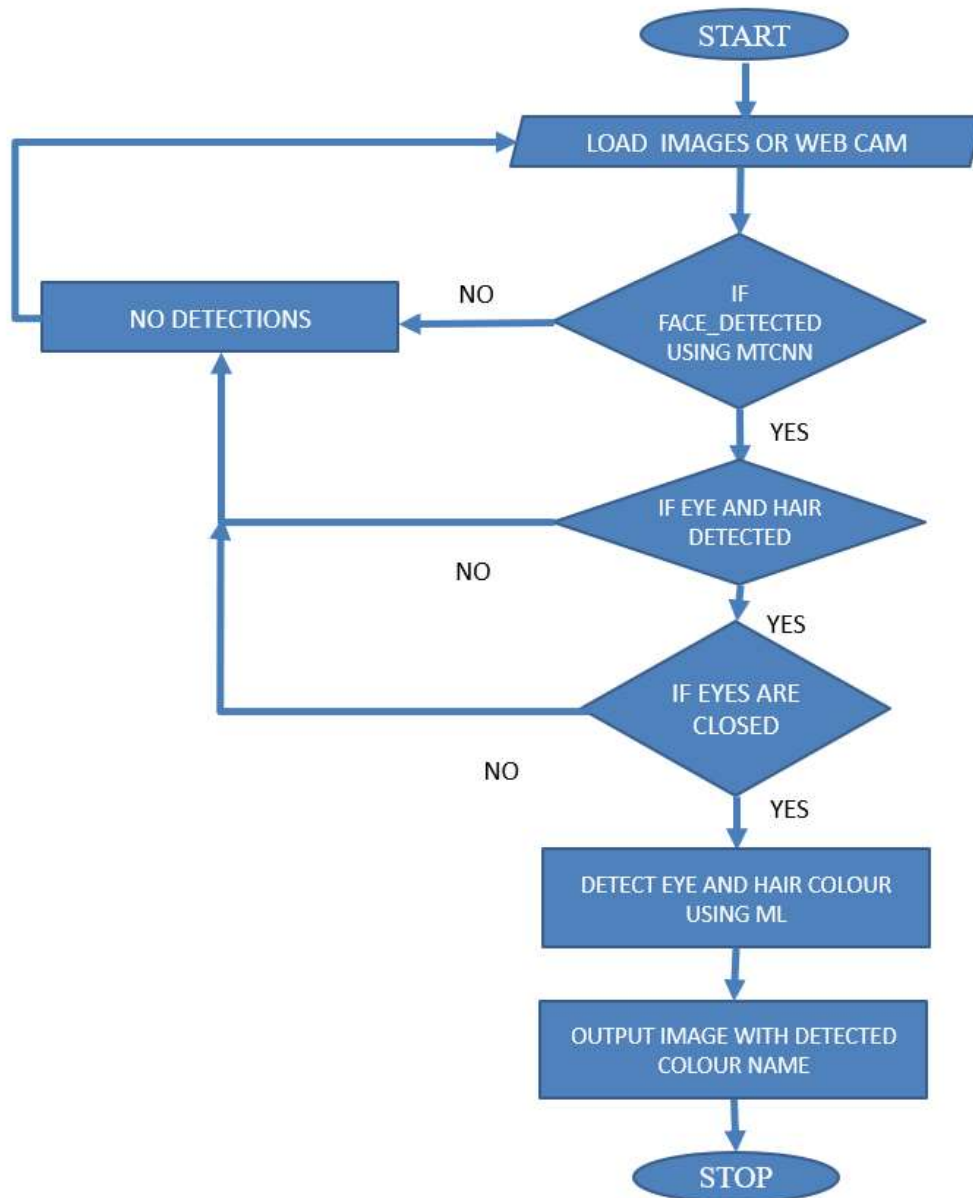 START
LOAD IMAGES OR WEB CAM
IF
FACE_DETECTED
USING MTCNN
NO
NO DETECTIONS
YES
IF EYE AND HAIR
DETECTED
NO
YES
IF EYES ARE
CLOSED
NO
YES
DETECT EYE AND HAIR COLOUR
USING ML
OUTPUT IMAGE WITH DETECTED
COLOUR NAME
STOP